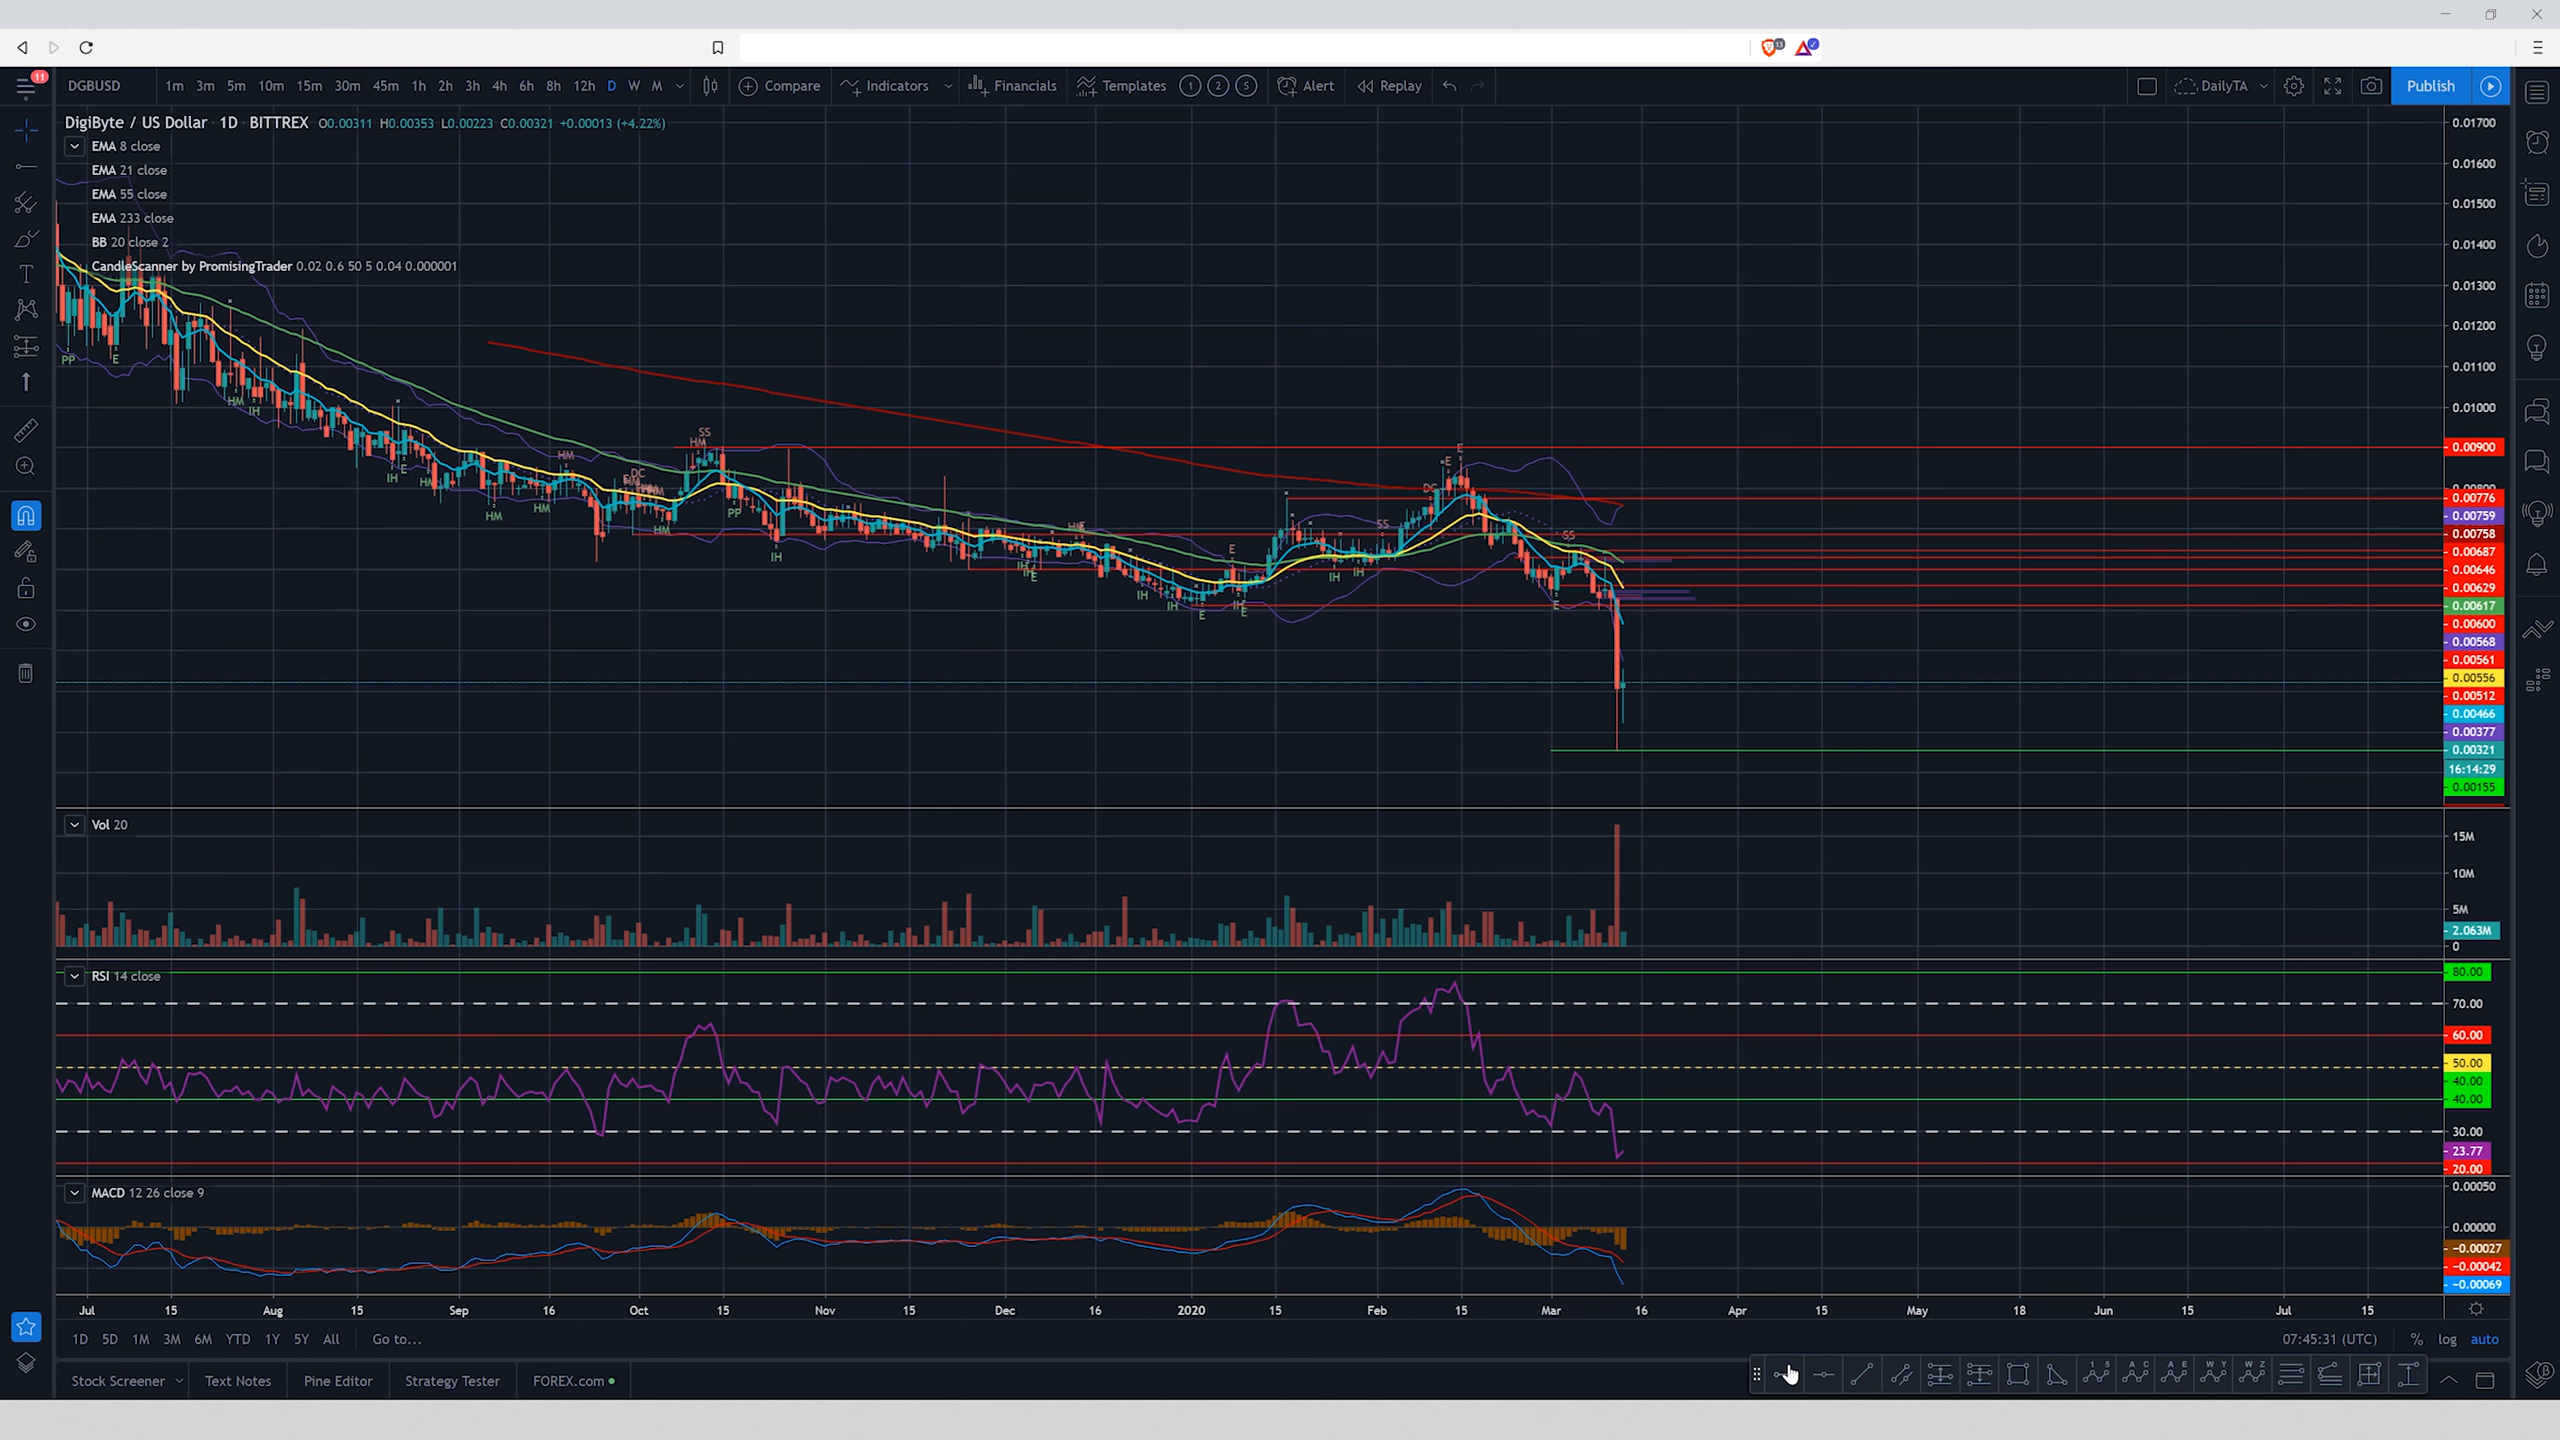 11
DGBUSD 1m 3m 5m 10m 15m 30m 45m 1h 2h 3h 4h 6h 8h 12h D W M Compare Indicators Financials Templates 1 2 S Alert Replay DailyTA Publish
DigiByte / US Dollar 1D BITTREX O0.00311 H0.00353 L0.00223 C0.00321 +0.00013 (+4.22%)
EMA 8 close
EMA 21 close
EMA 55 close
EMA 233 close
BB 20 close 2
CandleScanner by PromisingTrader 0.02 0.6 50 5 0.04 0.000001
0.01700
0.01600
0.01500
0.01400
0.01300
0.01200
0.01100
0.01000
0.00900
0.00776
0.00759
0.00758
0.00687
0.00646
0.00629
0.00617
0.00600
0.00568
0.00561
0.00556
0.00512
0.00466
0.00377
0.00321
16:14:29
0.00155
Vol 20
15M
10M
5M
2.063M
0
RSI 14 close
80.00
70.00
60.00
50.00
40.00
40.00
30.00
23.77
20.00
MACD 12 26 close 9
0.00050
0.00000
−0.00027
−0.00042
−0.00069
Jul 15 Aug 15 Sep 16 Oct 15 Nov 15 Dec 16 2020 15 Feb 15 Mar 16 Apr 15 May 18 Jun 15 Jul 15
1D 5D 1M 3M 6M YTD 1Y 5Y All Go to... 07:45:31 (UTC) % log auto
Stock Screener Text Notes Pine Editor Strategy Tester FOREX.com